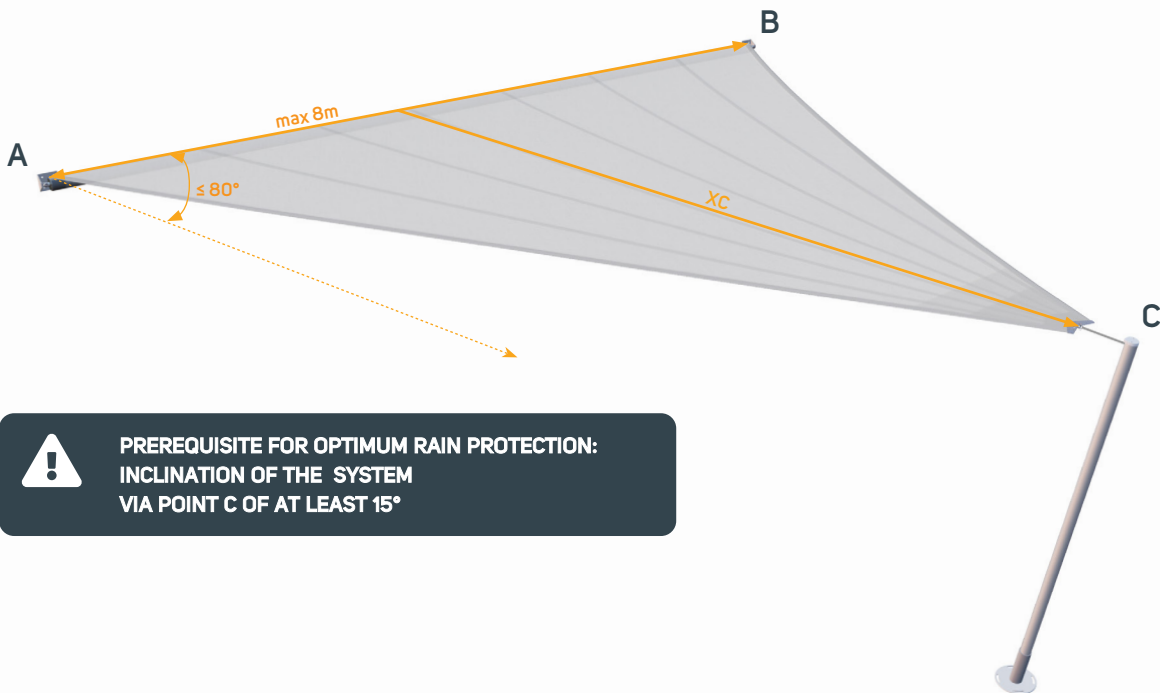 B
max 8m
A
≤ 80°
XC
C
PREREQUISITE FOR OPTIMUM RAIN PROTECTION:
INCLINATION OF THE SYSTEM
VIA POINT C OF AT LEAST 15°